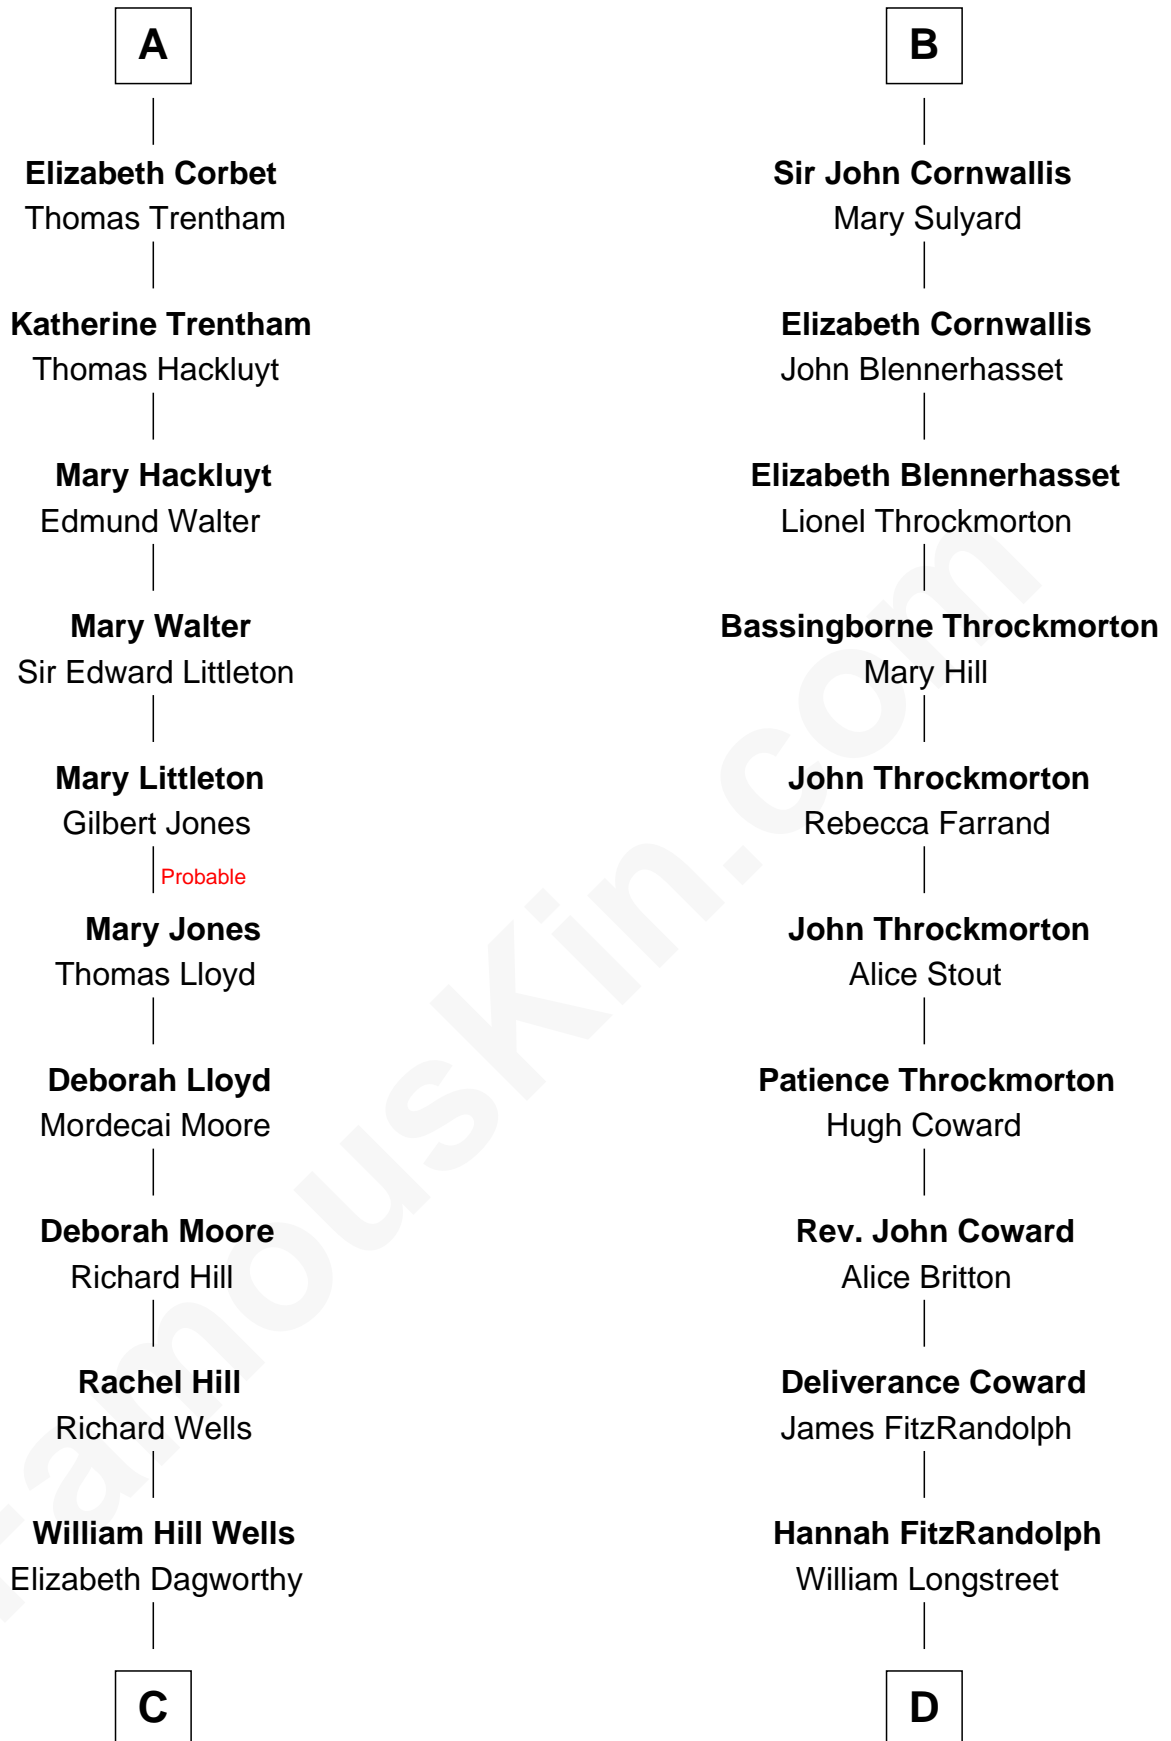 A
Elizabeth Corbet
Thomas Trentham
Katherine Trentham
Thomas Hackluyt
Mary Hackluyt
Edmund Walter
Mary Walter
Sir Edward Littleton
Mary Littleton
Gilbert Jones
Probable
Mary Jones
Thomas Lloyd
Deborah Lloyd
Mordecai Moore
Deborah Moore
Richard Hill
Rachel Hill
Richard Wells
William Hill Wells
Elizabeth Dagworthy
C
B
Sir John Cornwallis
Mary Sulyard
Elizabeth Cornwallis
John Blennerhasset
Elizabeth Blennerhasset
Lionel Throckmorton
Bassingborne Throckmorton
Mary Hill
John Throckmorton
Rebecca Farrand
John Throckmorton
Alice Stout
Patience Throckmorton
Hugh Coward
Rev. John Coward
Alice Britton
Deliverance Coward
James FitzRandolph
Hannah FitzRandolph
William Longstreet
D
FamousKin.com